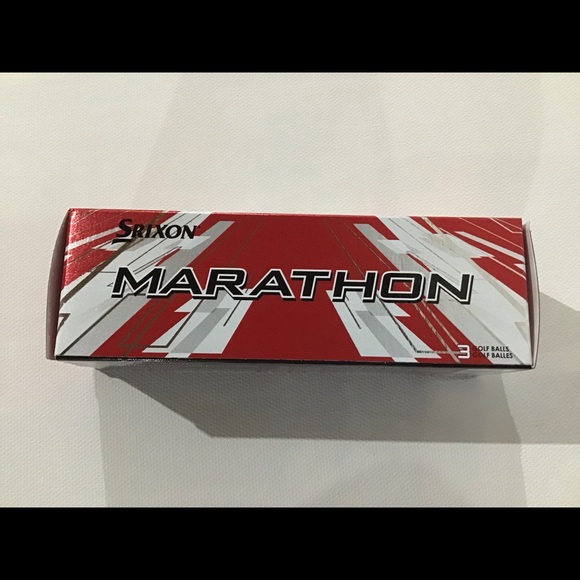 SRIXON
MARATHON
3 GOLF BALLS
GOLF BALLES